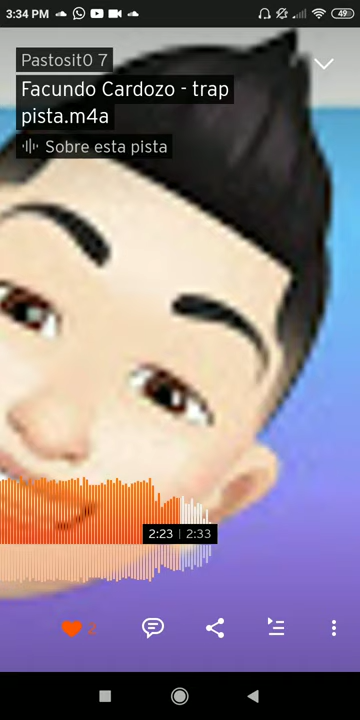 3:34 PM
49
Pastosit0 7
Facundo Cardozo - trap
pista.m4a
Sobre esta pista
2:23 | 2:33
2